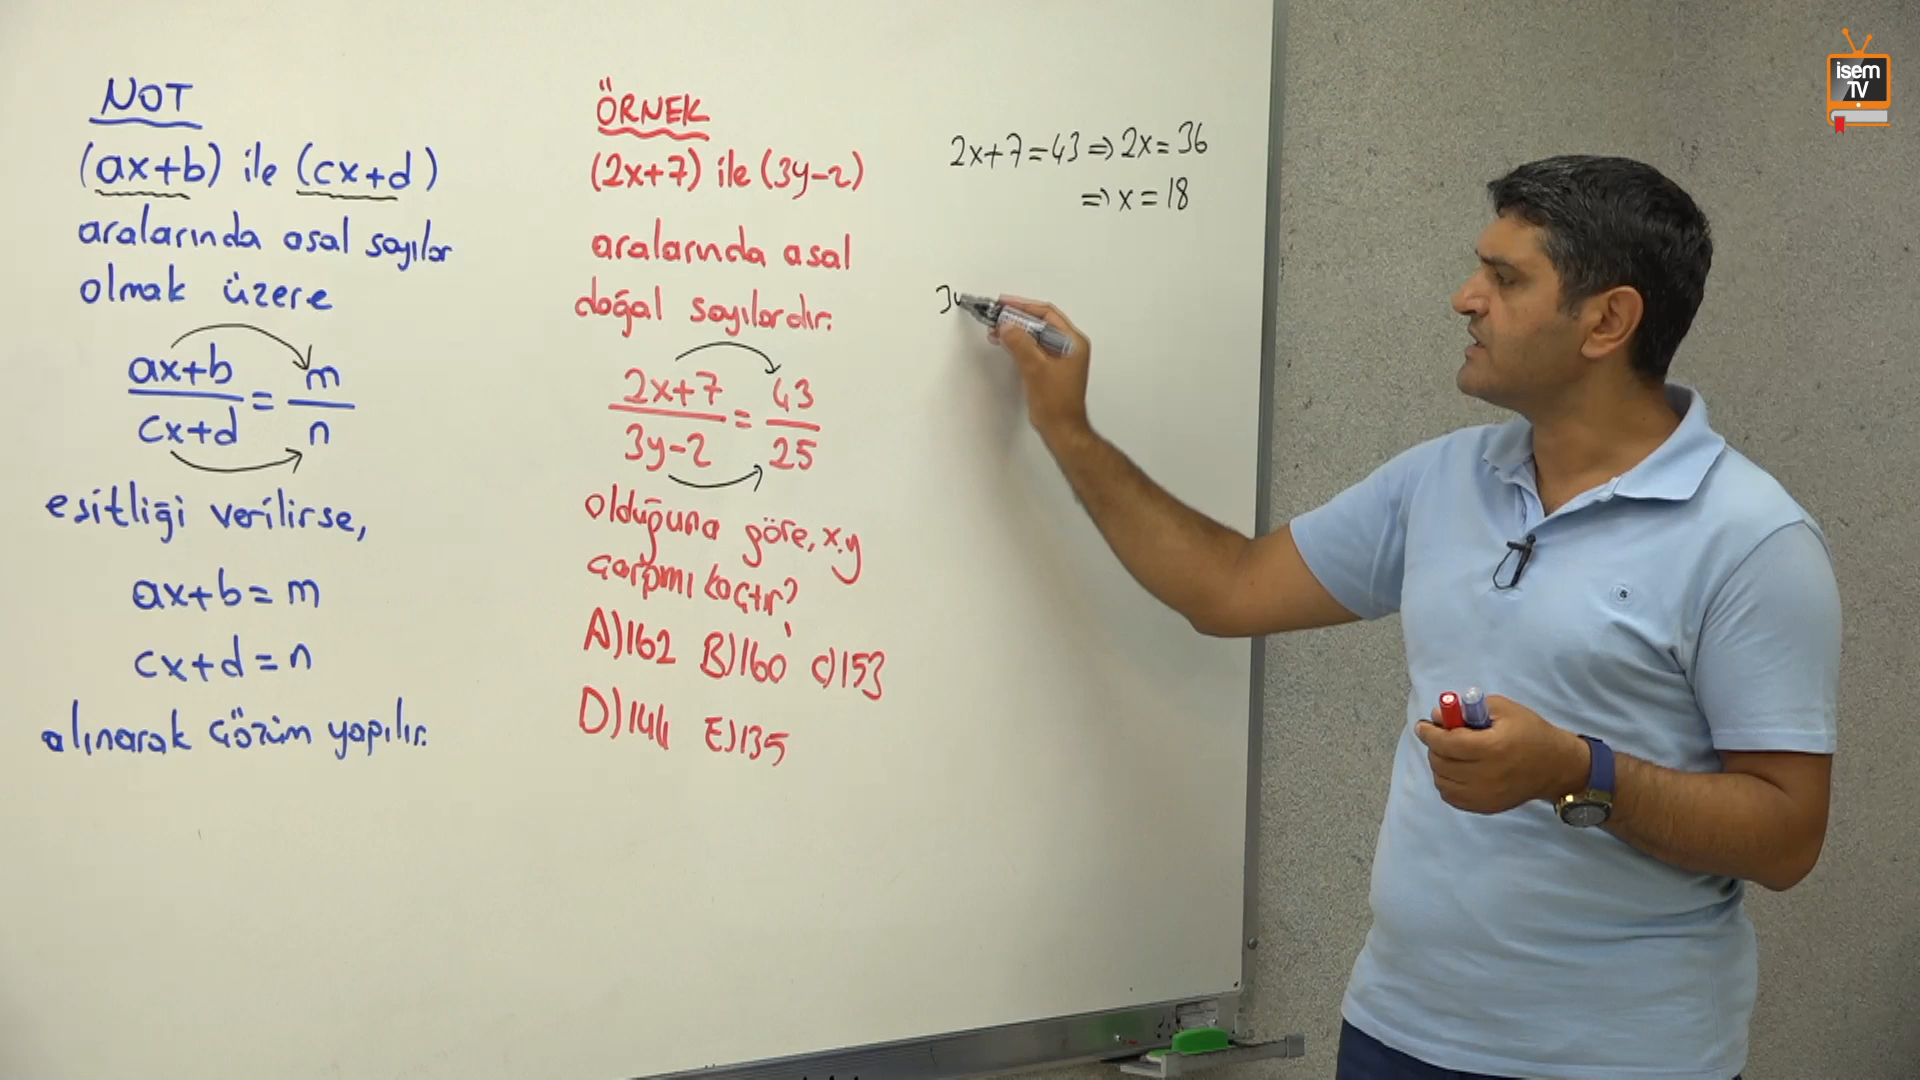 NOT
(ax+b) ile (cx+d)
aralarında asal sayılar
olmak üzere
ax+b/cx+d = m/n
eşitliği verilirse,
ax+b=m
cx+d=n
alınarak çözüm yapılır.
ÖRNEK
(2x+7) ile (3y-2)
aralarında asal
doğal sayılardır.
2x+7/3y-2 = 43/25
olduğuna göre, x.y
çarpımı kaçtır?
A)162 B)160 C)153
D)144 E)135
2x+7=43⇒2x=36
⇒x=18
3y
isem
TV